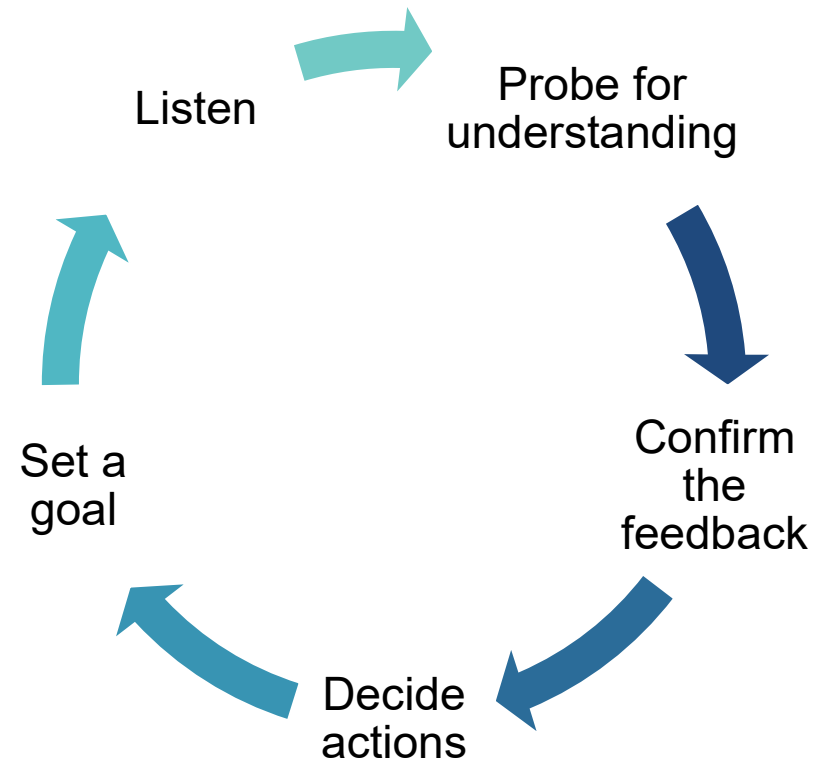 Listen
Probe for
understanding
Confirm
the
feedback
Decide
actions
Set a
goal